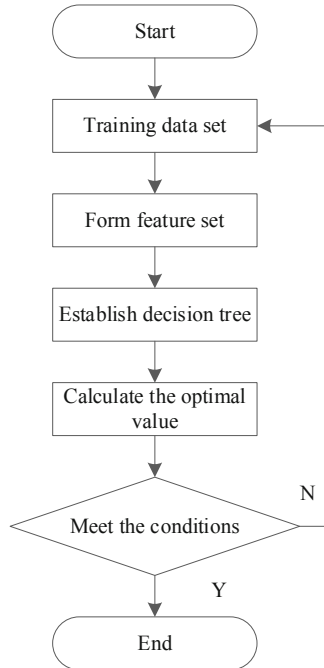 Start
Training data set
Form feature set
Establish decision tree
Calculate the optimal
value
Meet the conditions
N
Y
End